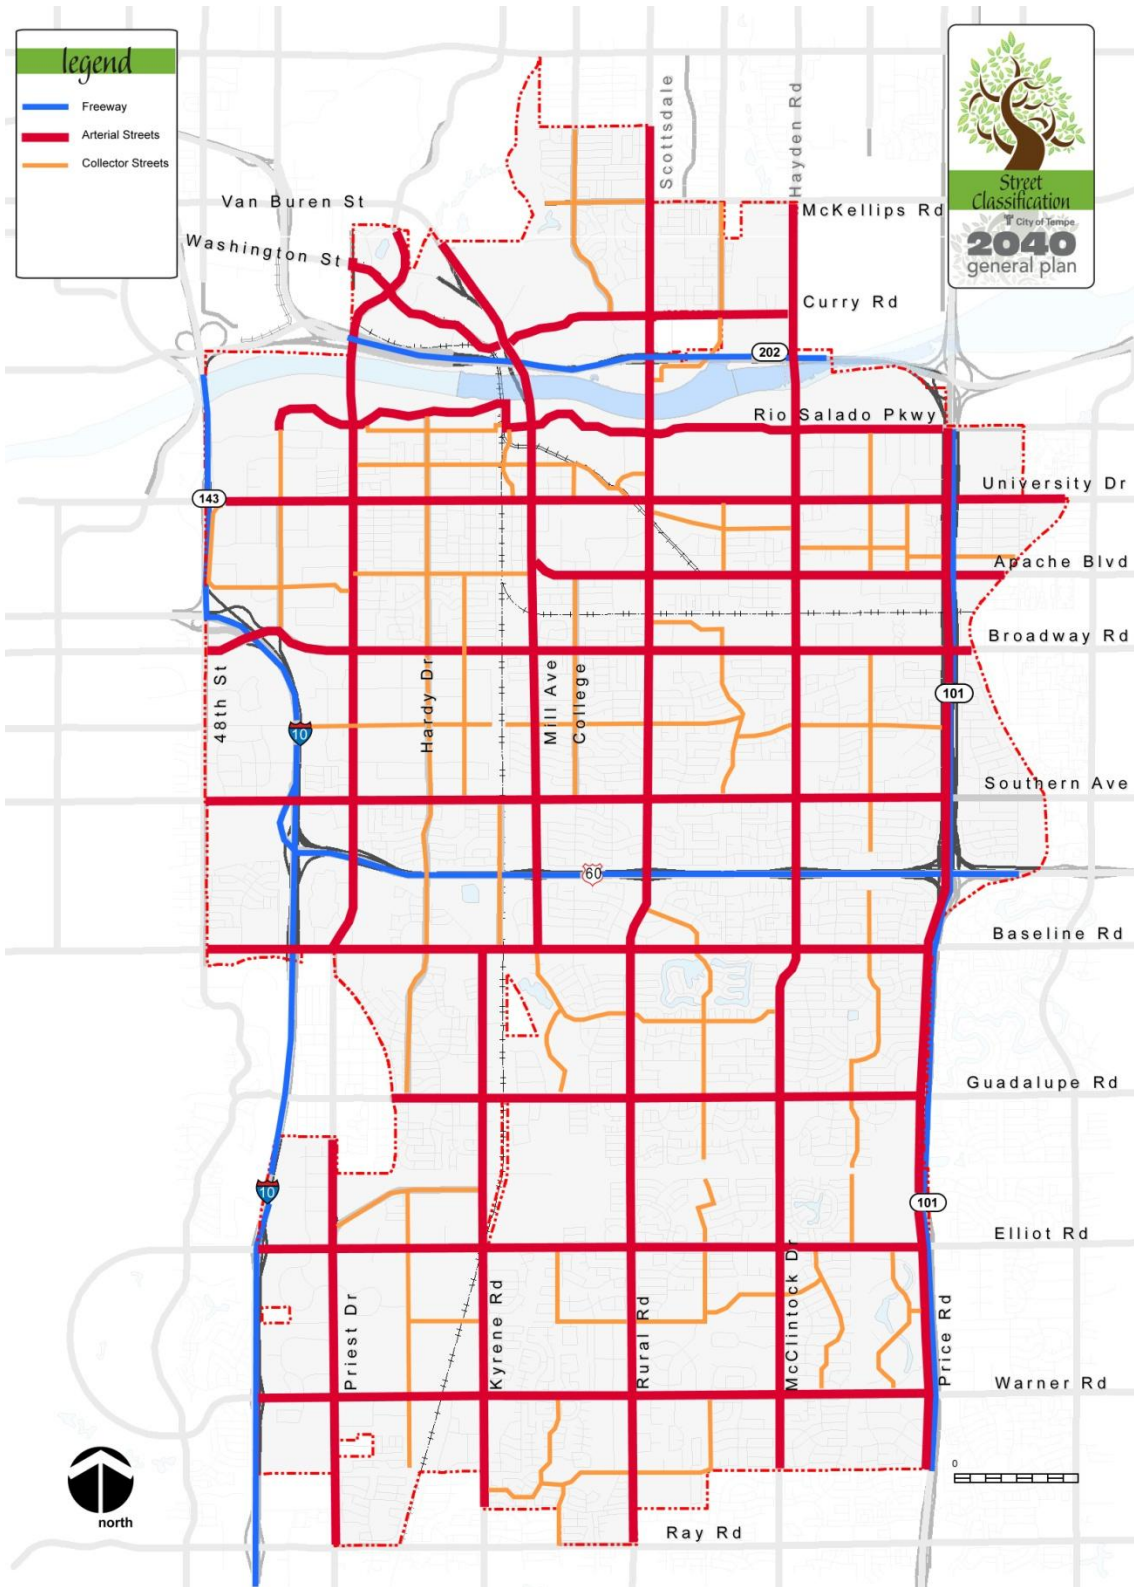 legend
Freeway
Arterial Streets
Collector Streets
Street
Classification
City of Tempe
2040
general plan
Scottsdale
Hayden Rd
Van Buren St
McKellips Rd
Washington St
Curry Rd
202
Rio Salado Pkwy
University Dr
143
Apache Blvd
Broadway Rd
48th St
Hardy Dr
Mill Ave
College
101
10
Southern Ave
60
Baseline Rd
Guadalupe Rd
10
101
Elliot Rd
Priest Dr
Kyrene Rd
Rural Rd
McClintock Dr
Price Rd
Warner Rd
0
north
Ray Rd